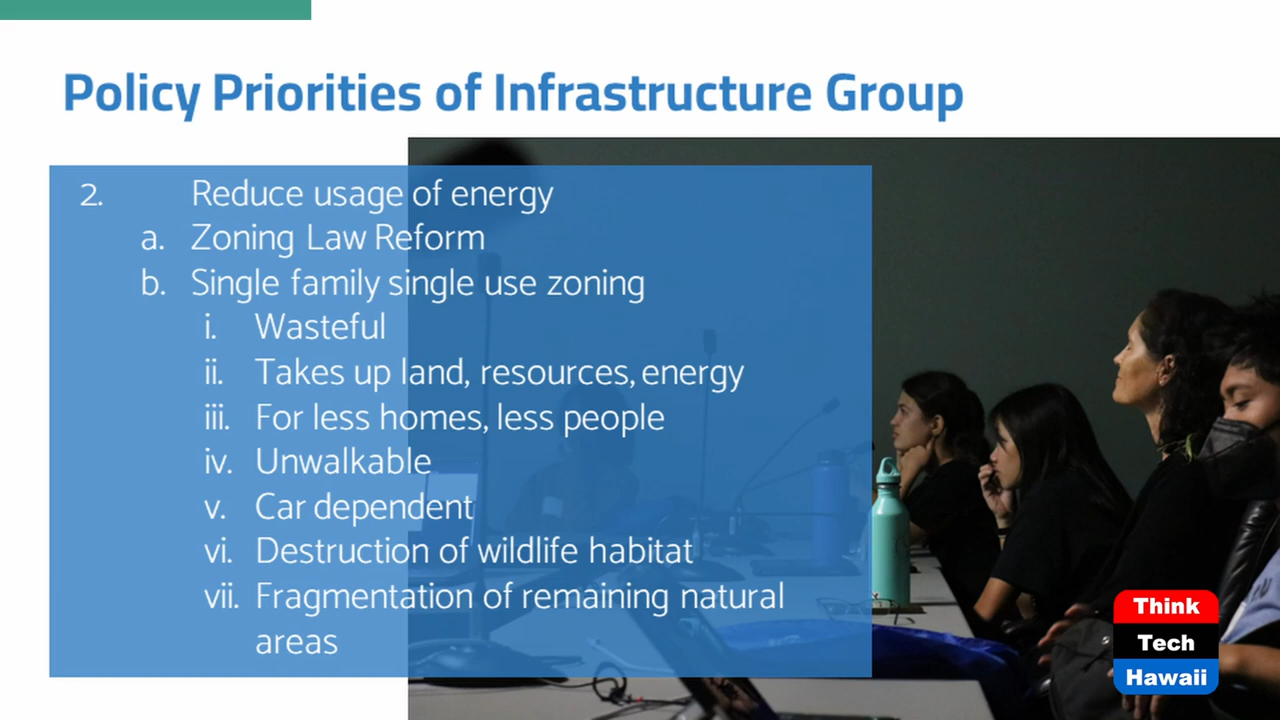 Policy Priorities of Infrastructure Group
2. Reduce usage of energy
a. Zoning Law Reform
b. Single family single use zoning
i. Wasteful
ii. Takes up land, resources, energy
iii. For less homes, less people
iv. Unwalkable
v. Car dependent
vi. Destruction of wildlife habitat
vii. Fragmentation of remaining natural
areas
Think
Tech
Hawaii